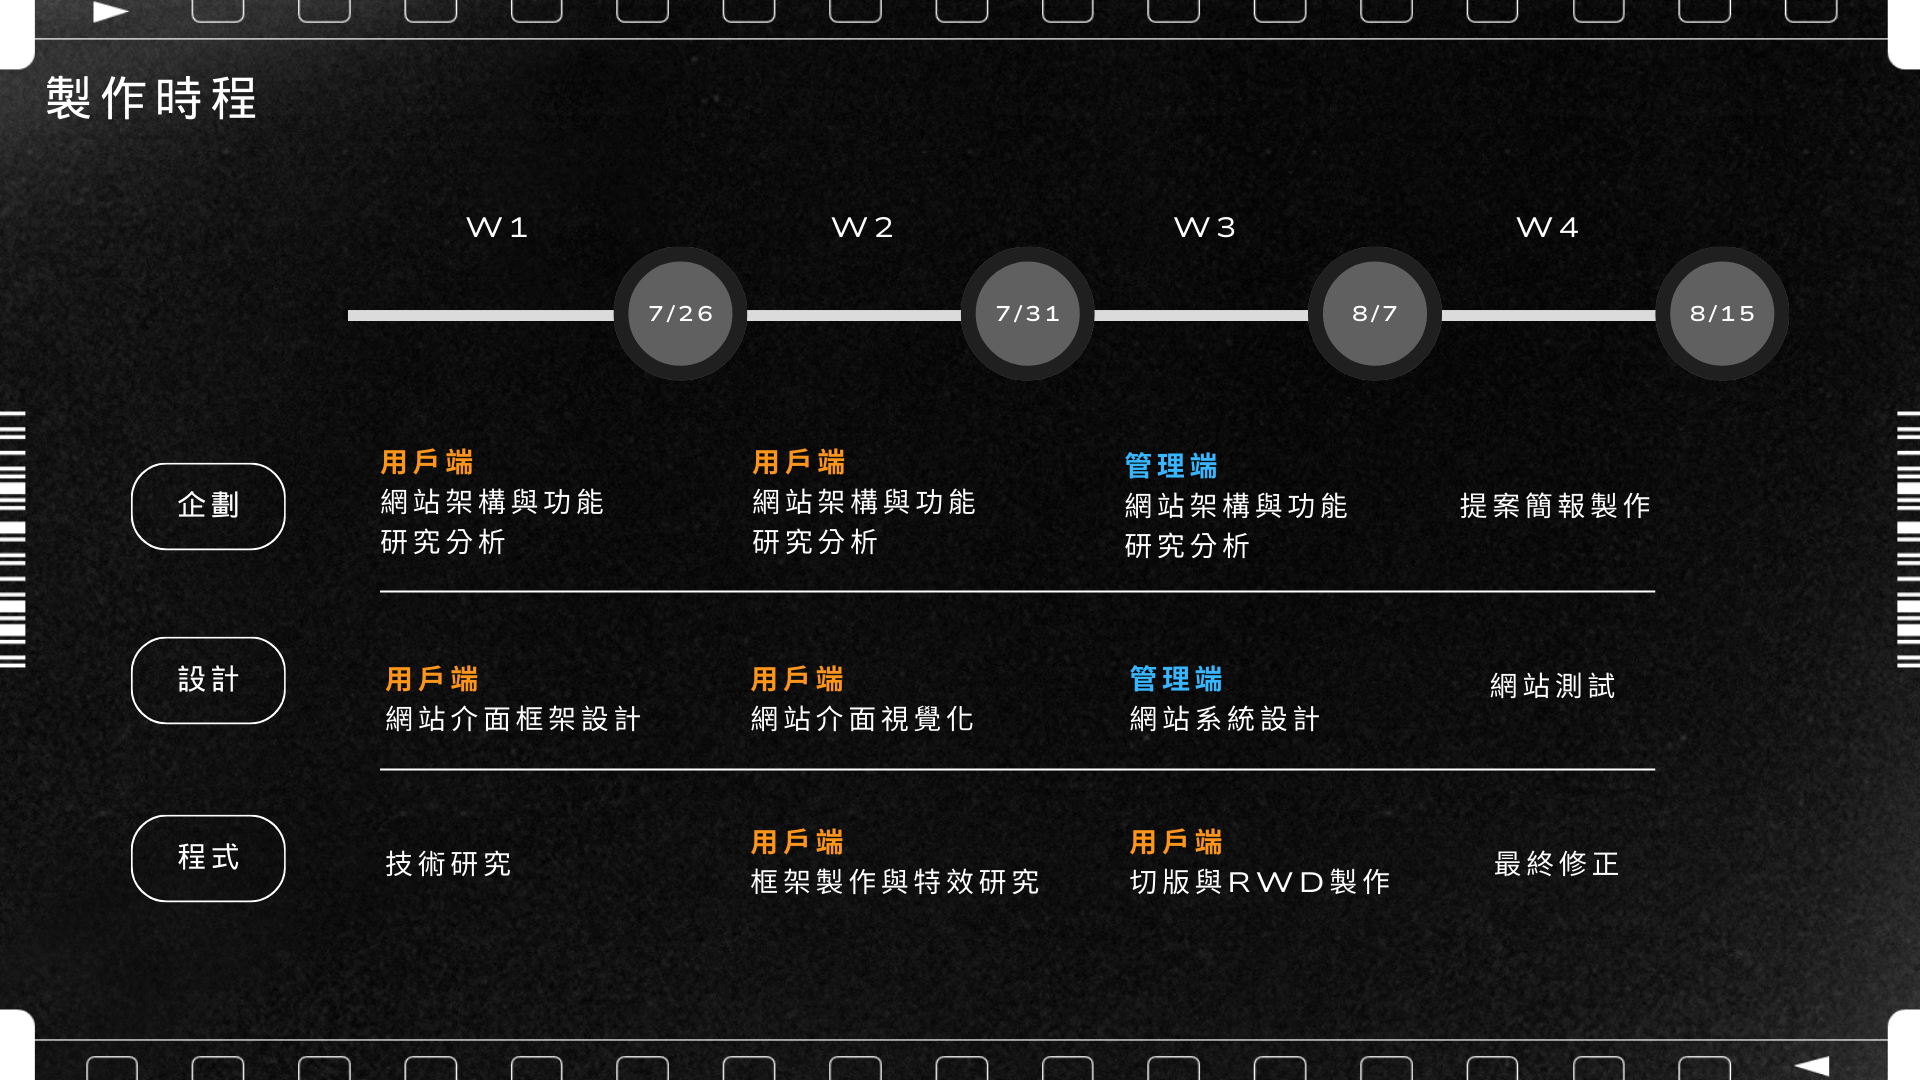 製作時程
W1
W2
W3
W4
7/26
7/31
8/7
8/15
企劃
用戶端
網站架構與功能
研究分析
用戶端
網站架構與功能
研究分析
管理端
網站架構與功能
研究分析
提案簡報製作
設計
用戶端
網站介面框架設計
用戶端
網站介面視覺化
管理端
網站系統設計
網站測試
程式
技術研究
用戶端
框架製作與特效研究
用戶端
切版與RWD製作
最終修正